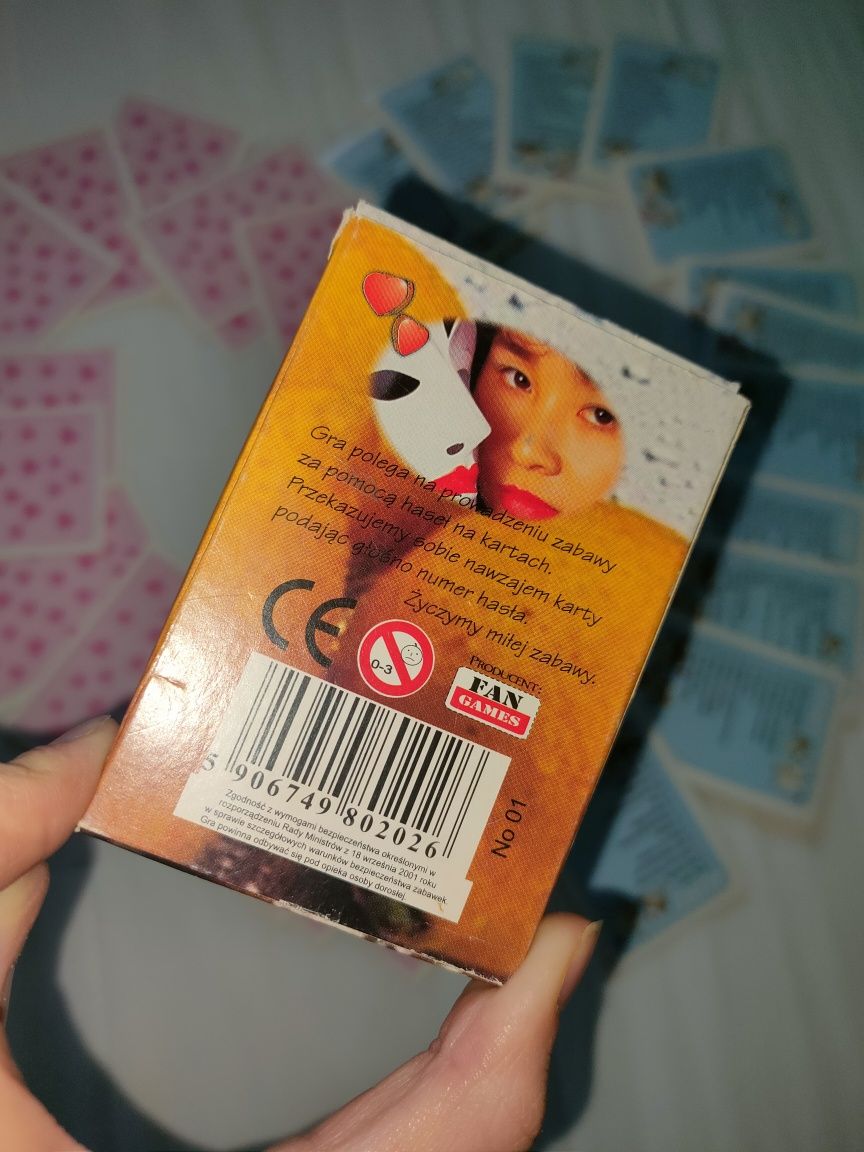 Gra polega na prowadzeniu zabawy
za pomocą haseł na kartach.
Przekazujemy sobie nawzajem karty
podając głośno numer hasła.
Życzymy miłej zabawy.
CE
0-3
PRODUCENT:
FAN
GAMES
5 906749 802026
No 01
Zgodność z wymogami bezpieczeństwa określonymi w
rozporządzeniu Rady Ministrów z 18 września 2001 roku
w sprawie szczegółowych warunków bezpieczeństwa zabawek
Gra powinna odbywać się pod opieka osoby dorosłej